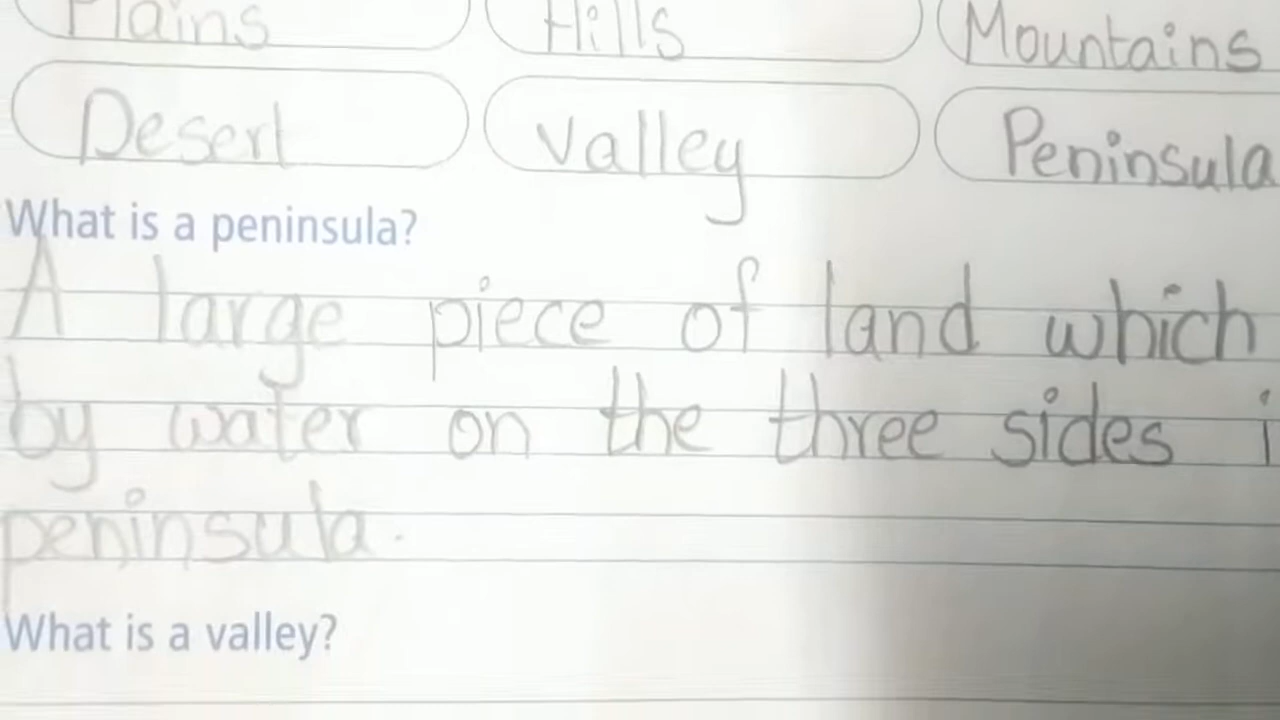 Plains Hills Mountains
Desert Valley Peninsula
What is a peninsula?
A large piece of land which
by water on the three sides i
peninsula.
What is a valley?